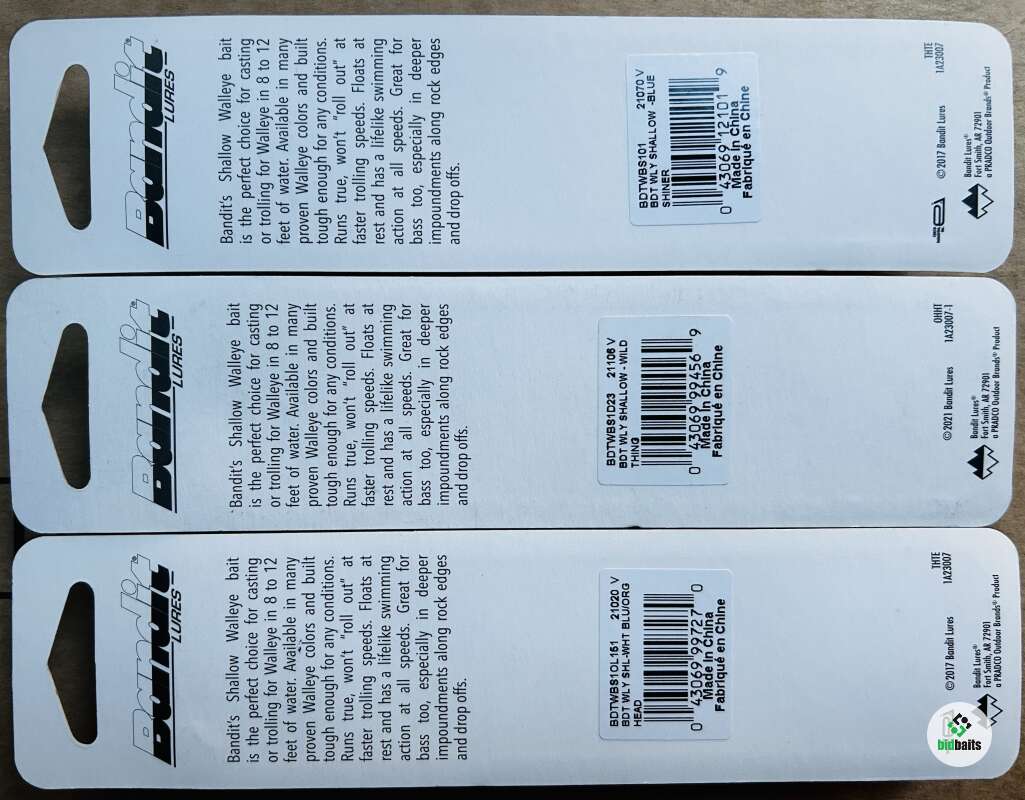 Bandit®
LURES
Bandit's Shallow Walleye bait
is the perfect choice for casting
or trolling for Walleye in 8 to 12
feet of water. Available in many
proven Walleye colors and built
tough enough for any conditions.
Runs true, won't "roll out" at
faster trolling speeds. Floats at
rest and has a lifelike swimming
action at all speeds. Great for
bass too, especially in deeper
impoundments along rock edges
and drop offs.
BDTWBS101 21070 V
BDT WLY SHALLOW -BLUE
SHINER
0 43069 12101 9
Made in China
Fabriqué en Chine
THTE
1A23007
©2017 Bandit Lures
Bandit Lures®
Fort Smith, AR 72901
a PRADCO Outdoor Brands® Product
Bandit®
LURES
Bandit's Shallow Walleye bait
is the perfect choice for casting
or trolling for Walleye in 8 to 12
feet of water. Available in many
proven Walleye colors and built
tough enough for any conditions.
Runs true, won't "roll out" at
faster trolling speeds. Floats at
rest and has a lifelike swimming
action at all speeds. Great for
bass too, especially in deeper
impoundments along rock edges
and drop offs.
BDTWBS1D23 21106 V
BDT WLY SHALLOW - WILD
THING
0 43069 99456 9
Made In China
Fabriqué en Chine
OHHT
1A23007-1
©2021 Bandit Lures
Bandit Lures®
Fort Smith, AR 72901
a PRADCO Outdoor Brands® Product
Bandit®
LURES
Bandit's Shallow Walleye bait
is the perfect choice for casting
or trolling for Walleye in 8 to 12
feet of water. Available in many
proven Walleye colors and built
tough enough for any conditions.
Runs true, won't "roll out" at
faster trolling speeds. Floats at
rest and has a lifelike swimming
action at all speeds. Great for
bass too, especially in deeper
impoundments along rock edges
and drop offs.
BDTWBS1OL151 21020 V
BDT WLY SHL-WHT BLU/ORG
HEAD
0 43069 99727 0
Made In China
Fabriqué en Chine
THTE
1A23007
©2017 Bandit Lures
Bandit Lures®
Fort Smith, AR 72901
a PRADCO Outdoor Brands® Product
bidbaits